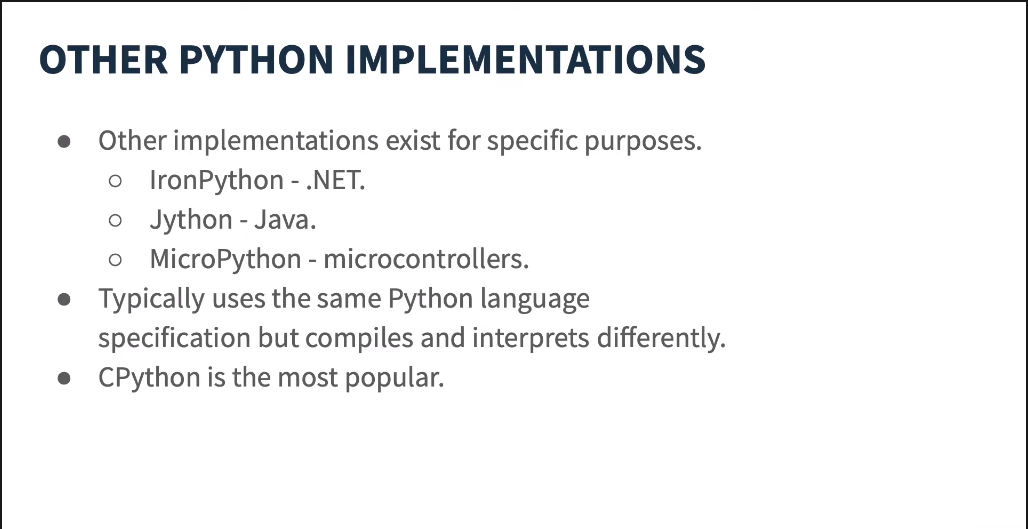 OTHER PYTHON IMPLEMENTATIONS
● Other implementations exist for specific purposes.
○ IronPython - .NET.
○ Jython - Java.
○ MicroPython - microcontrollers.
● Typically uses the same Python language
specification but compiles and interprets differently.
● CPython is the most popular.